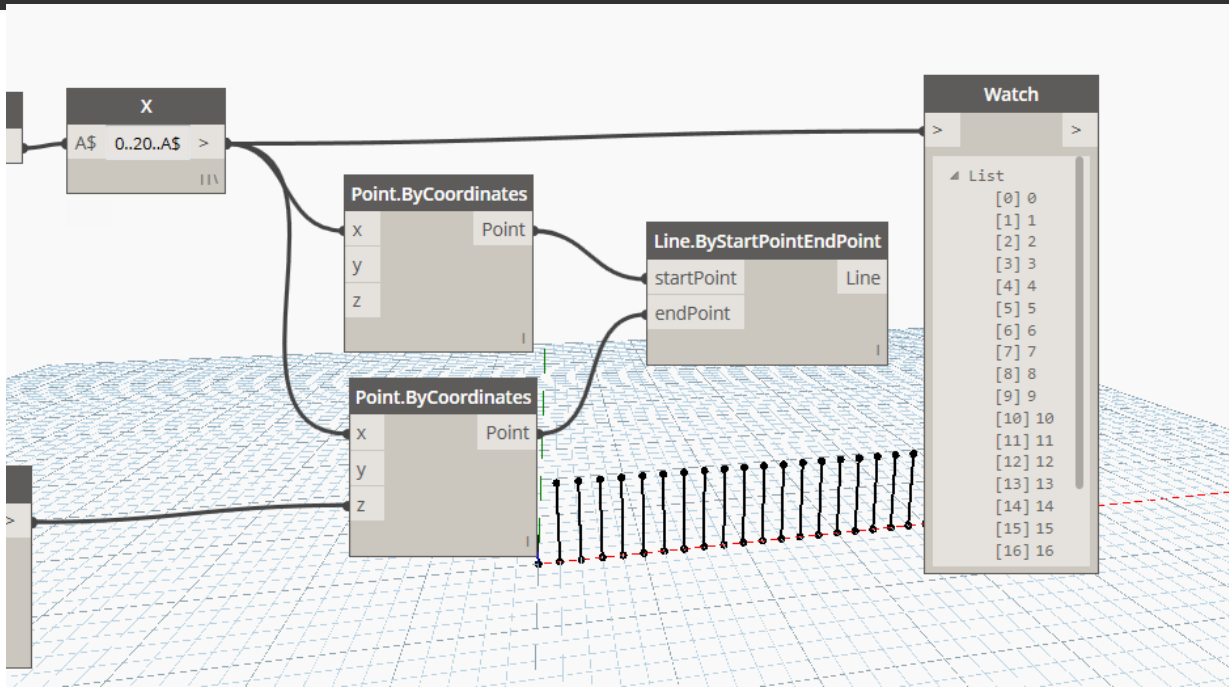 X
A$ 0..20..A$ >
Point.ByCoordinates
x Point
y
z
Line.ByStartPointEndPoint
startPoint Line
endPoint
Point.ByCoordinates
x Point
y
z
>
Watch
> >
List
[0] 0
[1] 1
[2] 2
[3] 3
[4] 4
[5] 5
[6] 6
[7] 7
[8] 8
[9] 9
[10] 10
[11] 11
[12] 12
[13] 13
[14] 14
[15] 15
[16] 16